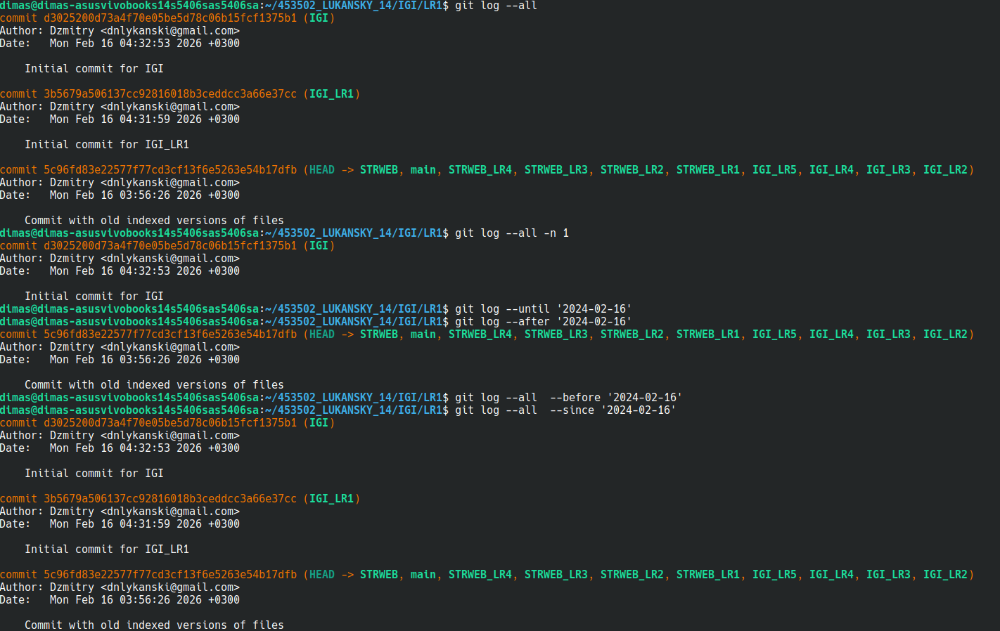 dimas@dimas-asusvivobooks14s5406sas5406sa:~/453502_LUKANSKY_14/IGI/LR1$ git log --all
commit d3025200d73a4f70e05be5d78c06b15fcf1375b1 (IGI)
Author: Dzmitry <dnlykanski@gmail.com>
Date:   Mon Feb 16 04:32:53 2026 +0300

    Initial commit for IGI

commit 3b5679a506137cc92816018b3ceddcc3a66e37cc (IGI_LR1)
Author: Dzmitry <dnlykanski@gmail.com>
Date:   Mon Feb 16 04:31:59 2026 +0300

    Initial commit for IGI_LR1

commit 5c96fd83e22577f77cd3cf13f6e5263e54b17dfb (HEAD -> STRWEB, main, STRWEB_LR4, STRWEB_LR3, STRWEB_LR2, STRWEB_LR1, IGI_LR5, IGI_LR4, IGI_LR3, IGI_LR2)
Author: Dzmitry <dnlykanski@gmail.com>
Date:   Mon Feb 16 03:56:26 2026 +0300

    Commit with old indexed versions of files
dimas@dimas-asusvivobooks14s5406sas5406sa:~/453502_LUKANSKY_14/IGI/LR1$ git log --all -n 1
commit d3025200d73a4f70e05be5d78c06b15fcf1375b1 (IGI)
Author: Dzmitry <dnlykanski@gmail.com>
Date:   Mon Feb 16 04:32:53 2026 +0300

    Initial commit for IGI
dimas@dimas-asusvivobooks14s5406sas5406sa:~/453502_LUKANSKY_14/IGI/LR1$ git log --until '2024-02-16'
dimas@dimas-asusvivobooks14s5406sas5406sa:~/453502_LUKANSKY_14/IGI/LR1$ git log --after '2024-02-16'
commit 5c96fd83e22577f77cd3cf13f6e5263e54b17dfb (HEAD -> STRWEB, main, STRWEB_LR4, STRWEB_LR3, STRWEB_LR2, STRWEB_LR1, IGI_LR5, IGI_LR4, IGI_LR3, IGI_LR2)
Author: Dzmitry <dnlykanski@gmail.com>
Date:   Mon Feb 16 03:56:26 2026 +0300

    Commit with old indexed versions of files
dimas@dimas-asusvivobooks14s5406sas5406sa:~/453502_LUKANSKY_14/IGI/LR1$ git log --all  --before '2024-02-16'
dimas@dimas-asusvivobooks14s5406sas5406sa:~/453502_LUKANSKY_14/IGI/LR1$ git log --all  --since '2024-02-16'
commit d3025200d73a4f70e05be5d78c06b15fcf1375b1 (IGI)
Author: Dzmitry <dnlykanski@gmail.com>
Date:   Mon Feb 16 04:32:53 2026 +0300

    Initial commit for IGI

commit 3b5679a506137cc92816018b3ceddcc3a66e37cc (IGI_LR1)
Author: Dzmitry <dnlykanski@gmail.com>
Date:   Mon Feb 16 04:31:59 2026 +0300

    Initial commit for IGI_LR1

commit 5c96fd83e22577f77cd3cf13f6e5263e54b17dfb (HEAD -> STRWEB, main, STRWEB_LR4, STRWEB_LR3, STRWEB_LR2, STRWEB_LR1, IGI_LR5, IGI_LR4, IGI_LR3, IGI_LR2)
Author: Dzmitry <dnlykanski@gmail.com>
Date:   Mon Feb 16 03:56:26 2026 +0300

    Commit with old indexed versions of files